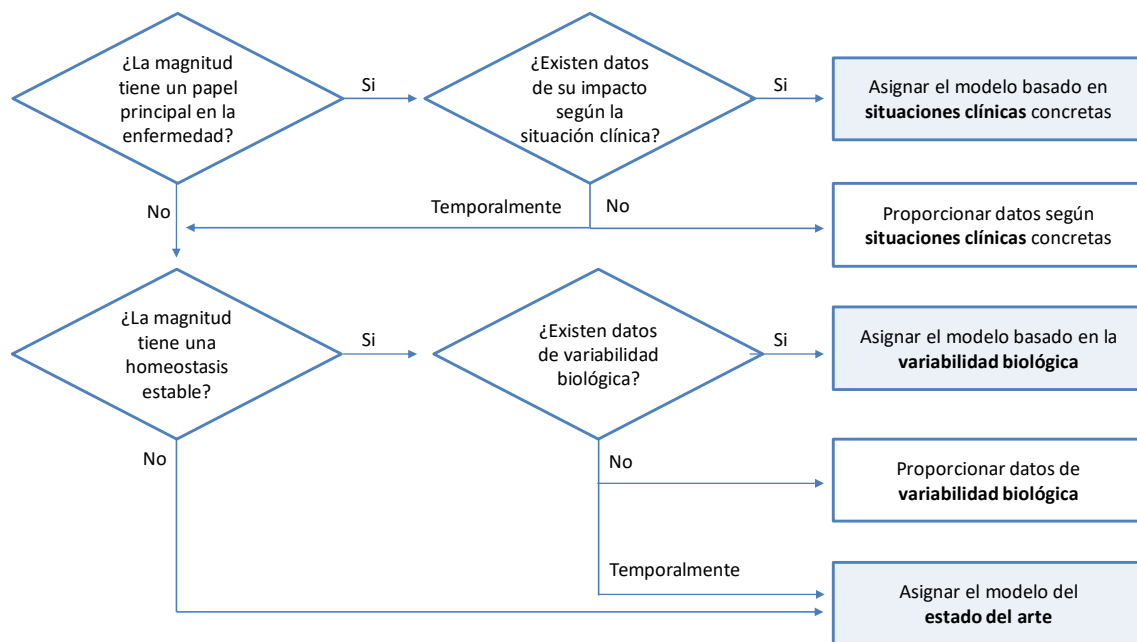 ¿La magnitud
tiene un papel
principal en la
enfermedad?
Si
¿Existen datos
de su impacto
según la
situación clínica?
Si
Asignar el modelo basado en
situaciones clínicas concretas
No
Temporalmente
No
Proporcionar datos según
situaciones clínicas concretas
¿La magnitud
tiene una
homeostasis
estable?
Si
¿Existen datos
de variabilidad
biológica?
Si
Asignar el modelo basado en la
variabilidad biológica
No
No
Proporcionar datos de
variabilidad biológica
Temporalmente
Asignar el modelo del
estado del arte